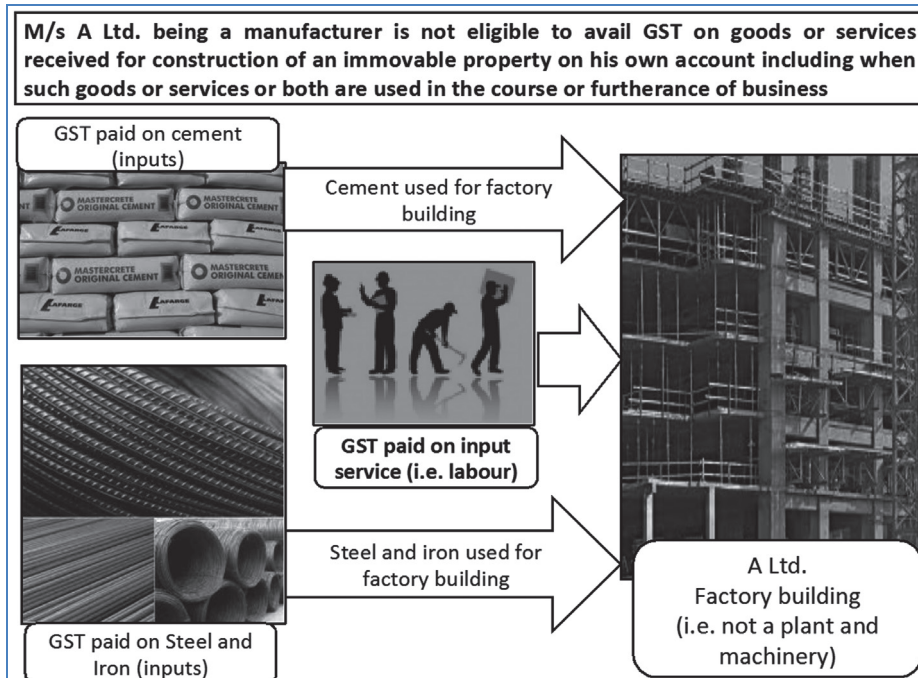 M/s A Ltd. being a manufacturer is not eligible to avail GST on goods or services
received for construction of an immovable property on his own account including when
such goods or services or both are used in the course or furtherance of business
GST paid on cement
(inputs)
MASTERCRETE
ORIGINAL CEMENT
LAFARGE
LAFARGE
MASTERCRETE
ORIGINAL CEMENT
LAFARGE
LAFARGE
Cement used for factory
building
GST paid on input
service (i.e. labour)
Steel and iron used for
factory building
GST paid on Steel and
Iron (inputs)
A Ltd.
Factory building
(i.e. not a plant and
machinery)